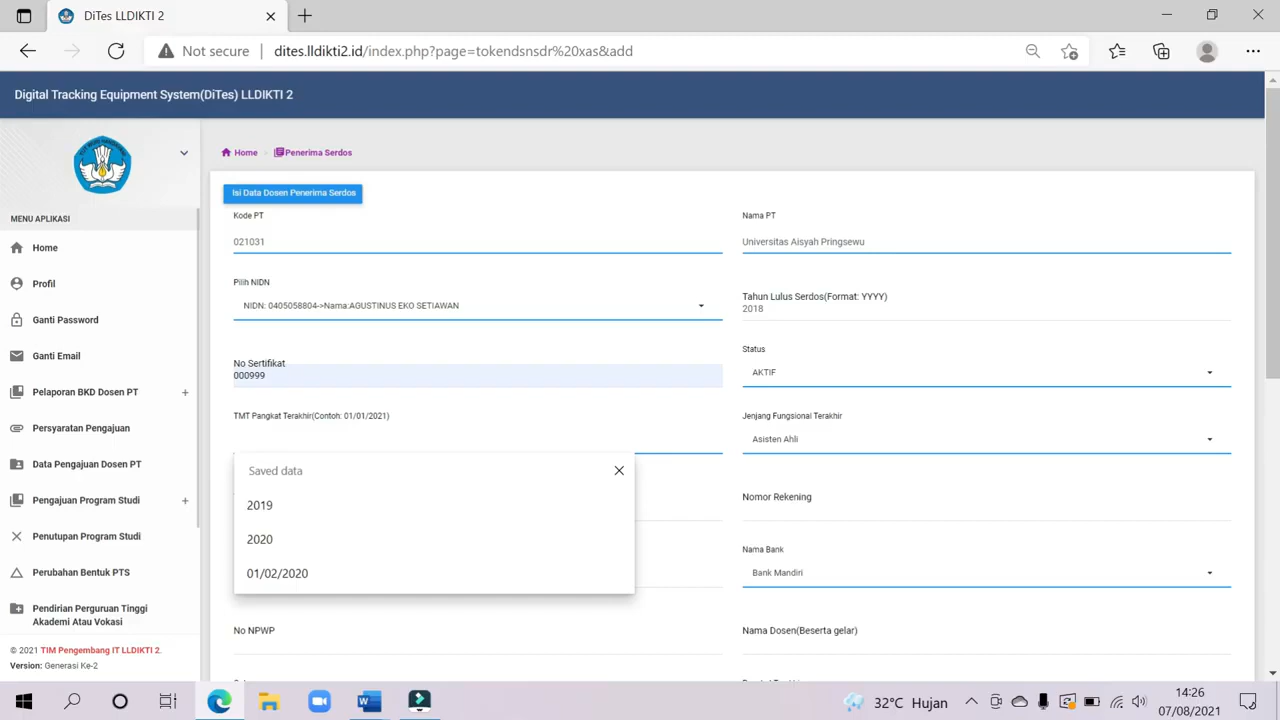 DiTes LLDIKTI 2
Not secure | dites.lldikti2.id/index.php?page=tokendsnsdr%20xas&add
Digital Tracking Equipment System(DiTes) LLDIKTI 2
MENU APLIKASI
Home
Profil
Ganti Password
Ganti Email
Pelaporan BKD Dosen PT
Persyaratan Pengajuan
Data Pengajuan Dosen PT
Pengajuan Program Studi
Penutupan Program Studi
Perubahan Bentuk PTS
Pendirian Perguruan Tinggi
Akademi Atau Vokasi
© 2021 TIM Pengembang IT LLDIKTI 2.
Version: Generasi Ke-2
Home Penerima Serdos
Isi Data Dosen Penerima Serdos
Kode PT
021031
Nama PT
Universitas Aisyah Pringsewu
Pilih NIDN
NIDN: 0405058804->Nama:AGUSTINUS EKO SETIAWAN
Tahun Lulus Serdos(Format: YYYY)
2018
No Sertifikat
000999
Status
AKTIF
TMT Pangkat Terakhir(Contoh: 01/01/2021)
Jenjang Fungsional Terakhir
Asisten Ahli
Saved data
2019
2020
01/02/2020
Nomor Rekening
Nama Bank
Bank Mandiri
No NPWP
Nama Dosen(Beserta gelar)
32°C Hujan
14:26
07/08/2021